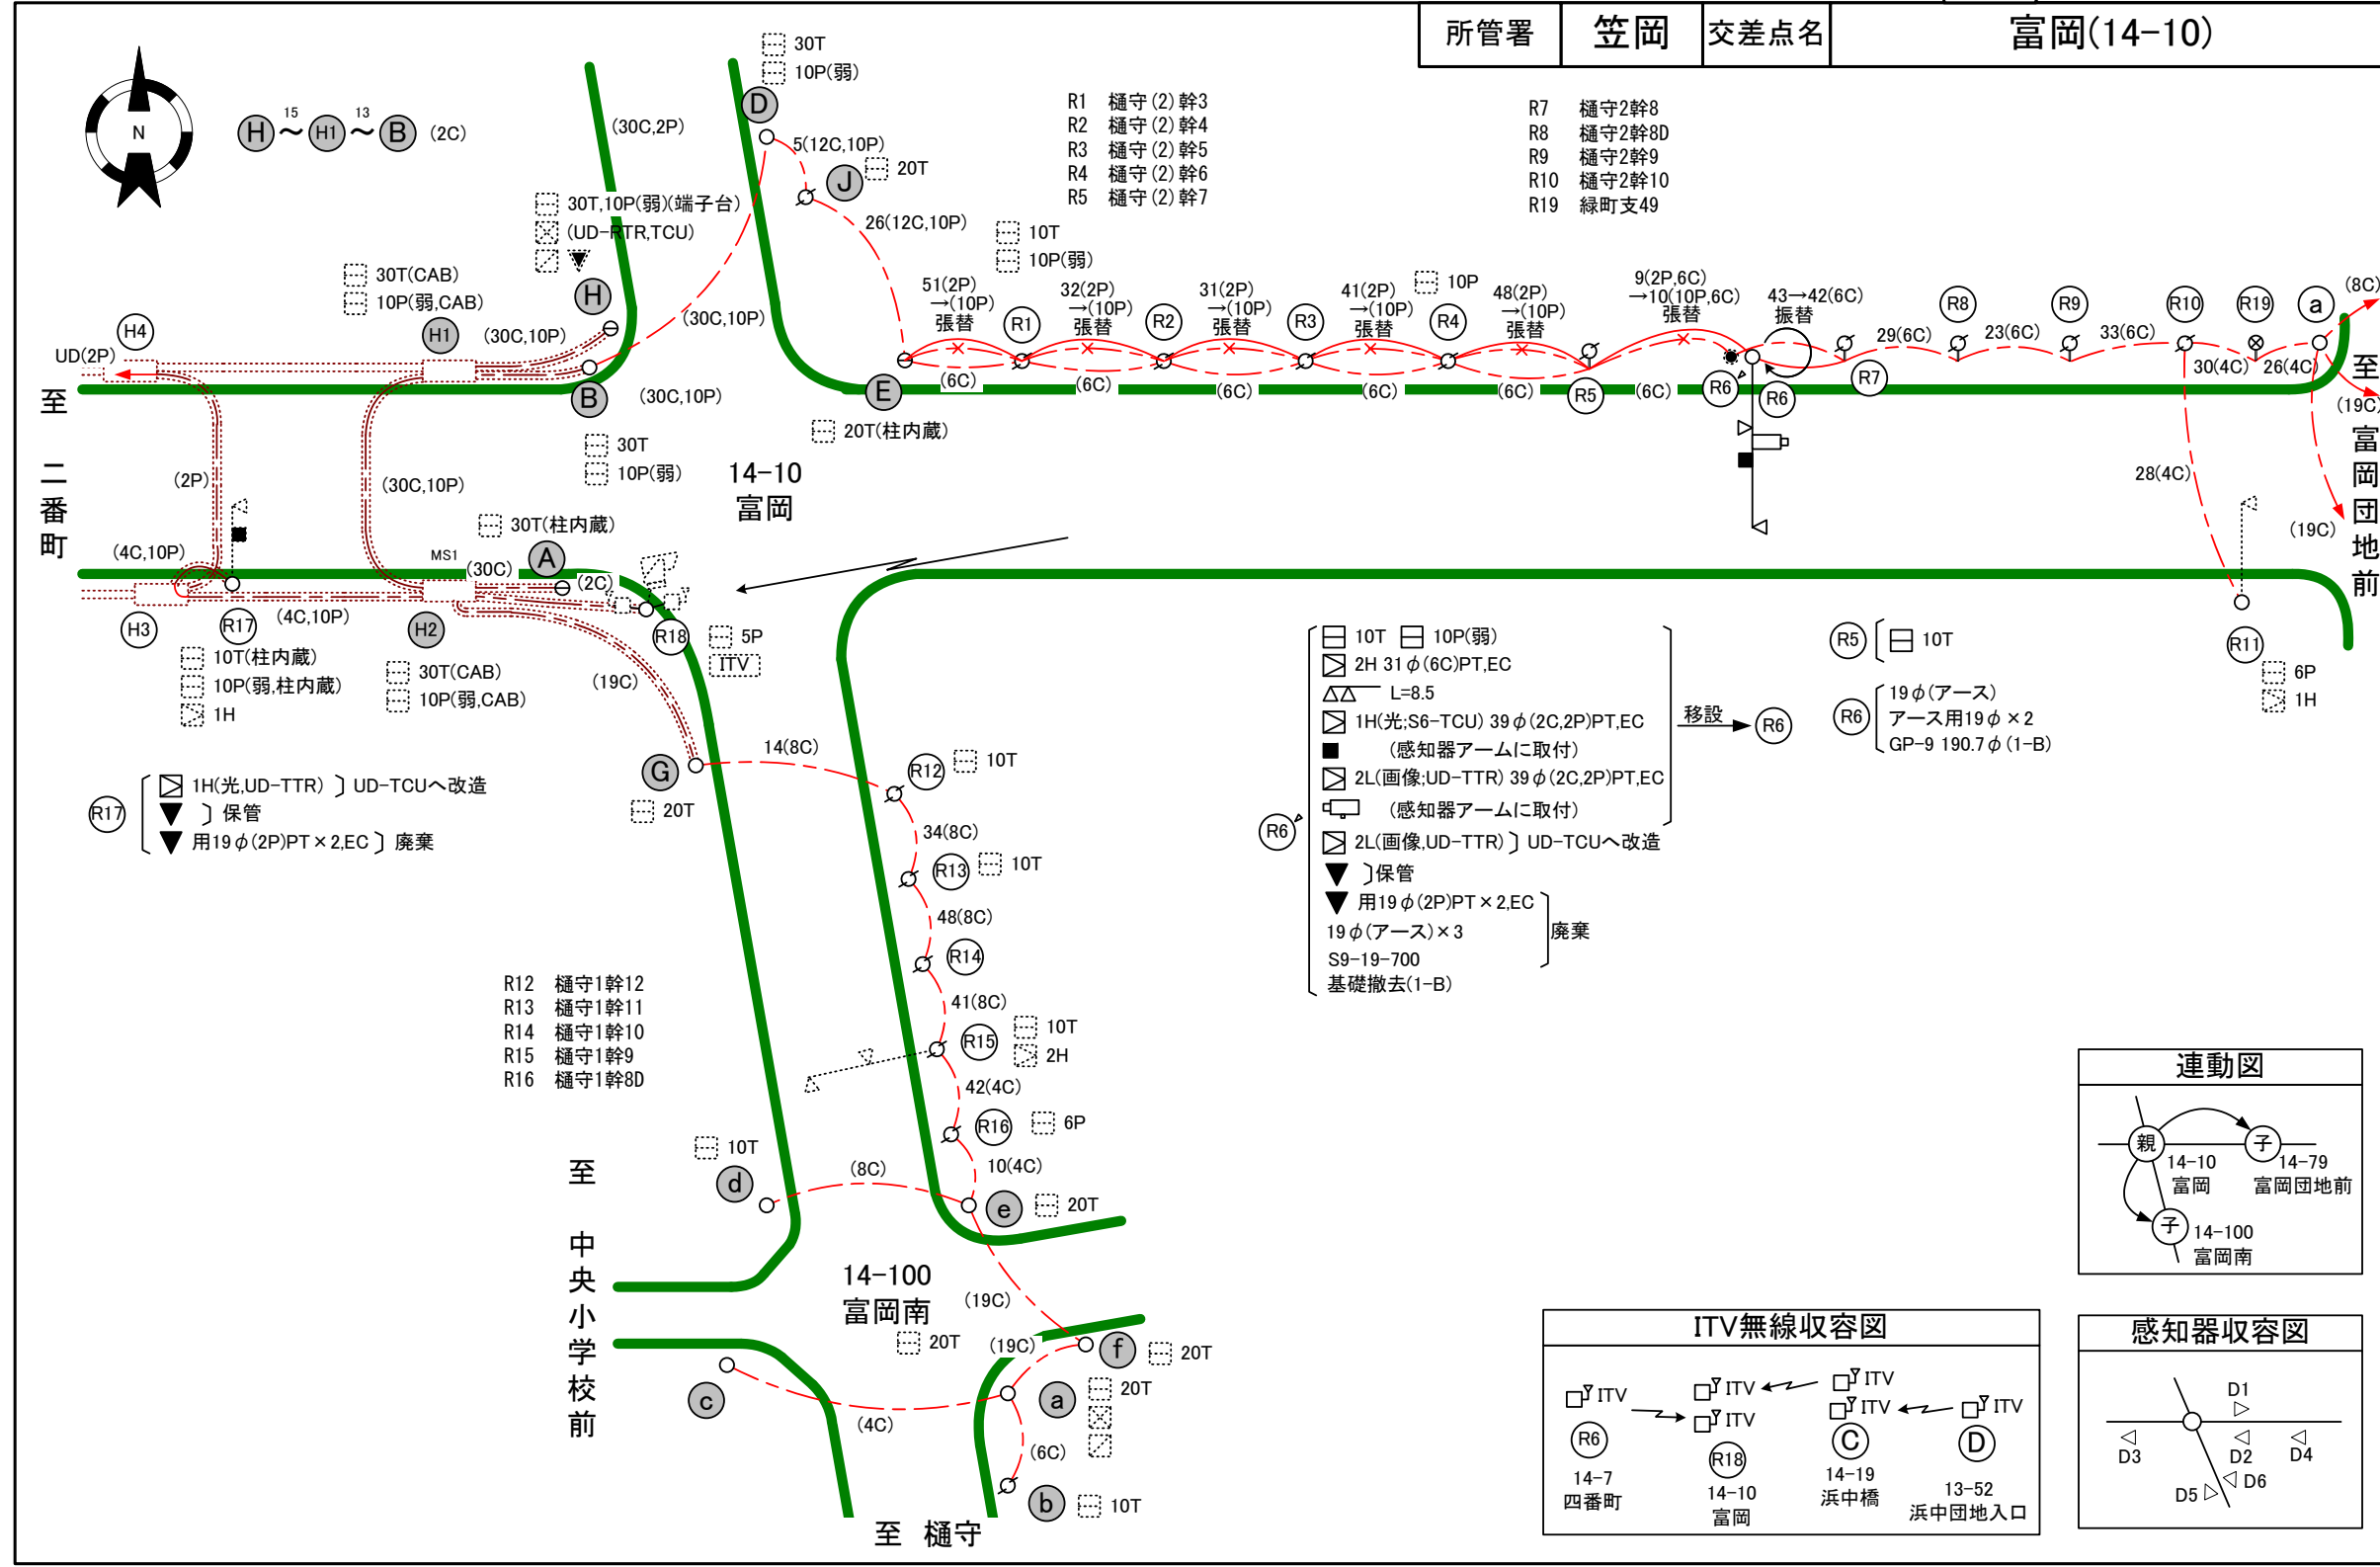 所管署 笠岡 交差点名 富岡(14-10)
N
H 15 ~ H1 13 ~ B (2C)
30T
10P(弱)
D
(30C,2P)
5(12C,10P)
J 20T
26(12C,10P)
R1 樋守(2)幹3
R2 樋守(2)幹4
R3 樋守(2)幹5
R4 樋守(2)幹6
R5 樋守(2)幹7
R7 樋守2幹8
R8 樋守2幹8D
R9 樋守2幹9
R10 樋守2幹10
R19 緑町支49
30T,10P(弱)(端子台)
(UD-RTR,TCU)
H
30T(CAB)
10P(弱,CAB)
H4
H1
(30C,10P)
(30C,10P)
UD(2P)
B
(30C,10P)
30T
10P(弱)
10T
10P(弱)
51(2P)
→(10P)
張替
R1
32(2P)
→(10P)
張替
R2
31(2P)
→(10P)
張替
R3
41(2P)
→(10P)
張替
10P
R4
48(2P)
→(10P)
張替
9(2P,6C)
→10(10P,6C)
張替
43→42(6C)
振替
R8
R9
R10
R19
a
(8C)
29(6C)
23(6C)
33(6C)
30(4C)
26(4C)
(6C)
(6C)
(6C)
(6C)
(6C)
(6C)
E
20T(柱内蔵)
R5
R6
R6
R7
(19C)
(19C)
28(4C)
至 富岡団地前
至 二番町
14-10
富岡
(2P)
(30C,10P)
30T(柱内蔵)
(4C,10P)
MS1
(30C)
A
(2C)
H3
R17
(4C,10P)
H2
R18
5P
ITV
10T(柱内蔵)
10P(弱,柱内蔵)
1H
30T(CAB)
10P(弱,CAB)
(19C)
R17
1H(光,UD-TTR) 〕UD-TCUへ改造
〕保管
用19φ(2P)PT×2,EC 〕廃棄
G
20T
14(8C)
R12 10T
34(8C)
R13 10T
48(8C)
R14
41(8C)
R15
10T
2H
42(4C)
R16 6P
10(4C)
R6
10T 10P(弱)
2H 31φ(6C)PT,EC
L=8.5
1H(光;S6-TCU) 39φ(2C,2P)PT,EC
(感知器アームに取付)
2L(画像;UD-TTR) 39φ(2C,2P)PT,EC
(感知器アームに取付)
移設 R6
2L(画像,UD-TTR) 〕UD-TCUへ改造
〕保管
用19φ(2P)PT×2,EC
19φ(アース)×3
S9-19-700
廃棄
基礎撤去(1-B)
R5 10T
R6
19φ(アース)
アース用19φ×2
GP-9 190.7φ(1-B)
R11
6P
1H
R12 樋守1幹12
R13 樋守1幹11
R14 樋守1幹10
R15 樋守1幹9
R16 樋守1幹8D
10T
d
(8C)
e 20T
至 中央小学校前
14-100
富岡南
(19C)
20T
(19C)
f 20T
c
(4C)
a
20T
(6C)
b 10T
至 樋守
連動図
親
子
14-10
富岡
14-79
富岡団地前
子
14-100
富岡南
ITV無線収容図
ITV
ITV
ITV
ITV
ITV
ITV
R6
R18
C
D
14-7
四番町
14-10
富岡
14-19
浜中橋
13-52
浜中団地入口
感知器収容図
D1
D3
D2
D4
D5
D6